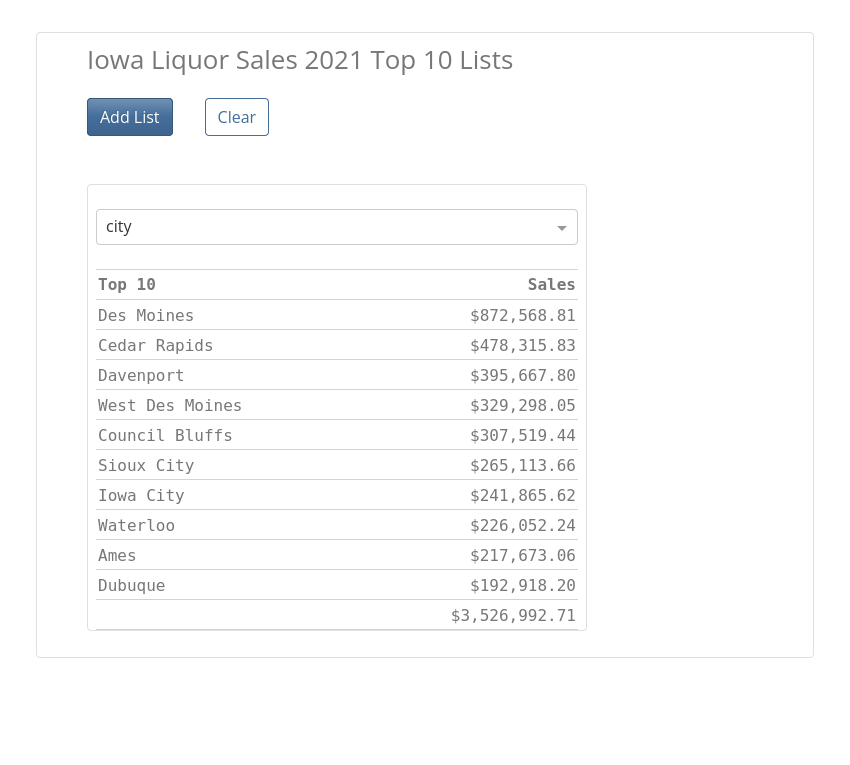 Iowa Liquor Sales 2021 Top 10 Lists
Add List Clear
city
Top 10 Sales
Des Moines $872,568.81
Cedar Rapids $478,315.83
Davenport $395,667.80
West Des Moines $329,298.05
Council Bluffs $307,519.44
Sioux City $265,113.66
Iowa City $241,865.62
Waterloo $226,052.24
Ames $217,673.06
Dubuque $192,918.20
$3,526,992.71